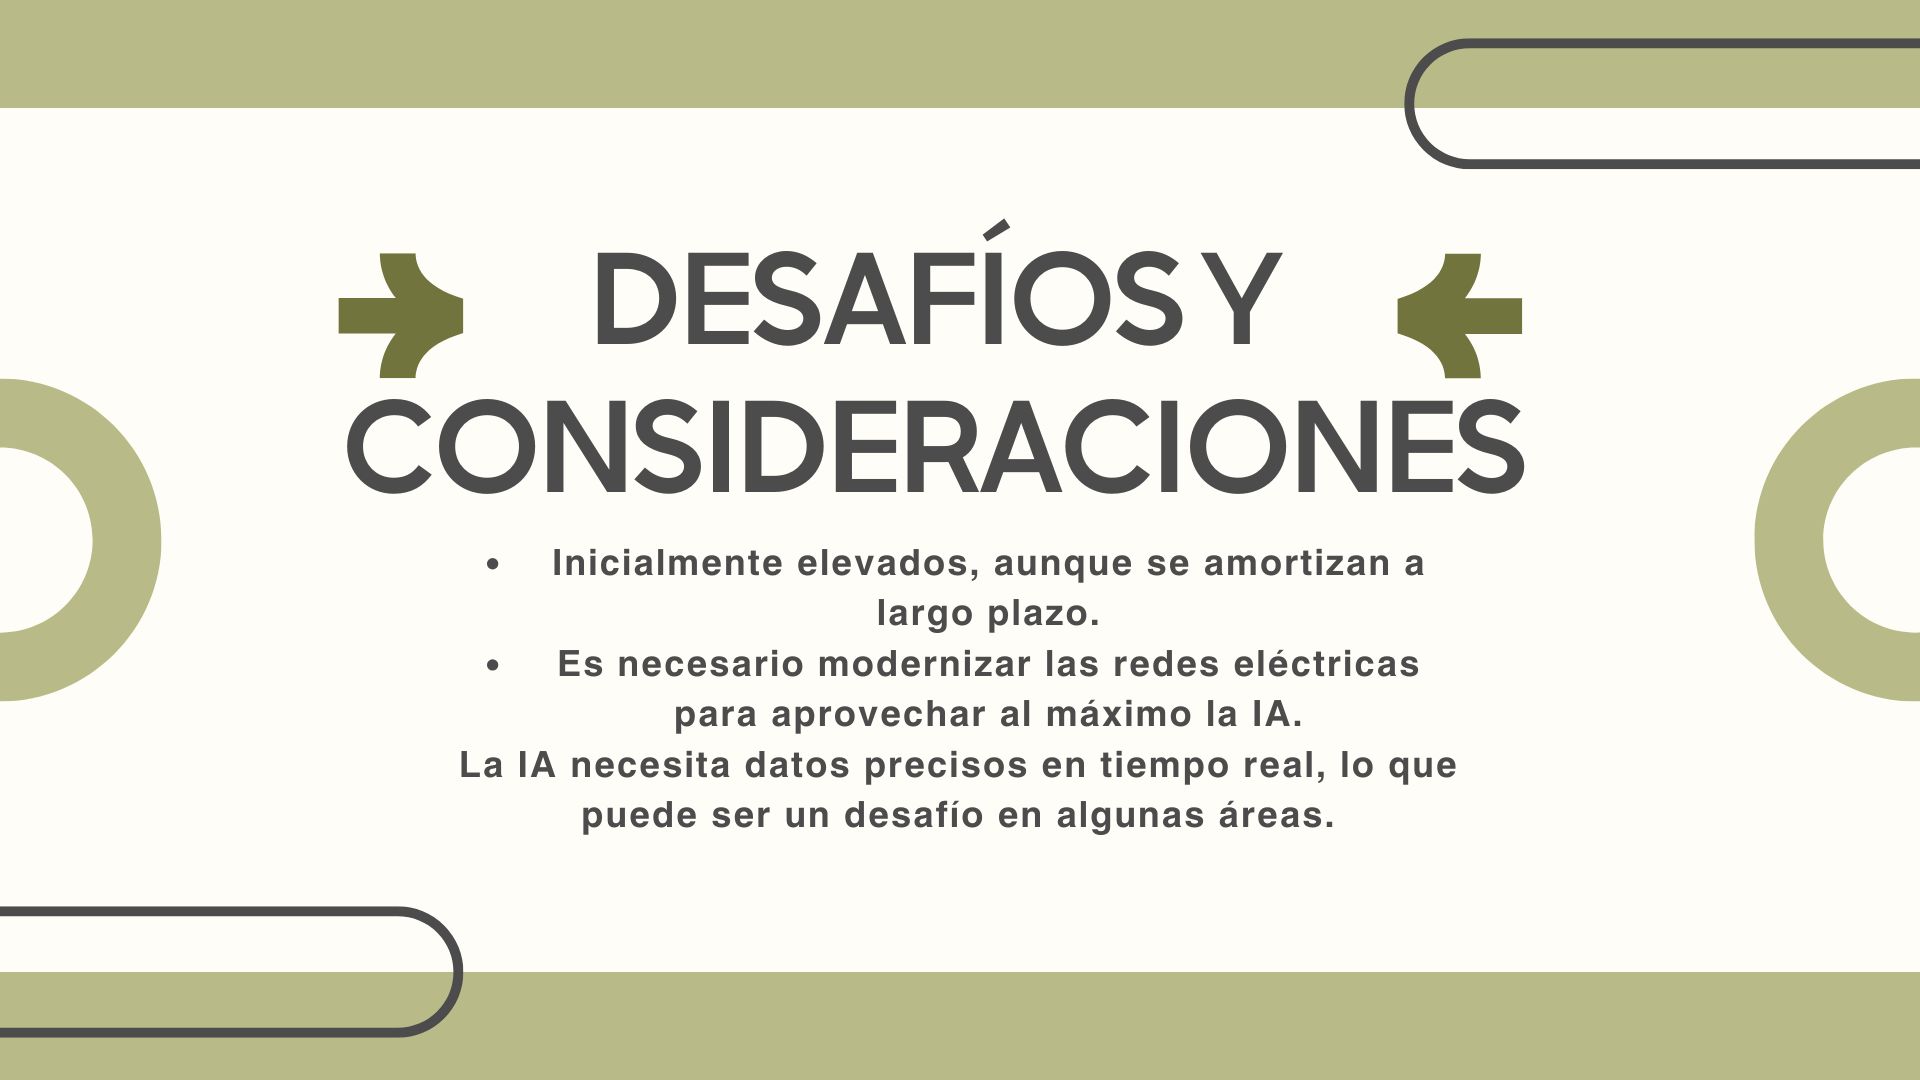 DESAFÍOS Y
CONSIDERACIONES
• Inicialmente elevados, aunque se amortizan a
largo plazo.
• Es necesario modernizar las redes eléctricas
para aprovechar al máximo la IA.
La IA necesita datos precisos en tiempo real, lo que
puede ser un desafío en algunas áreas.